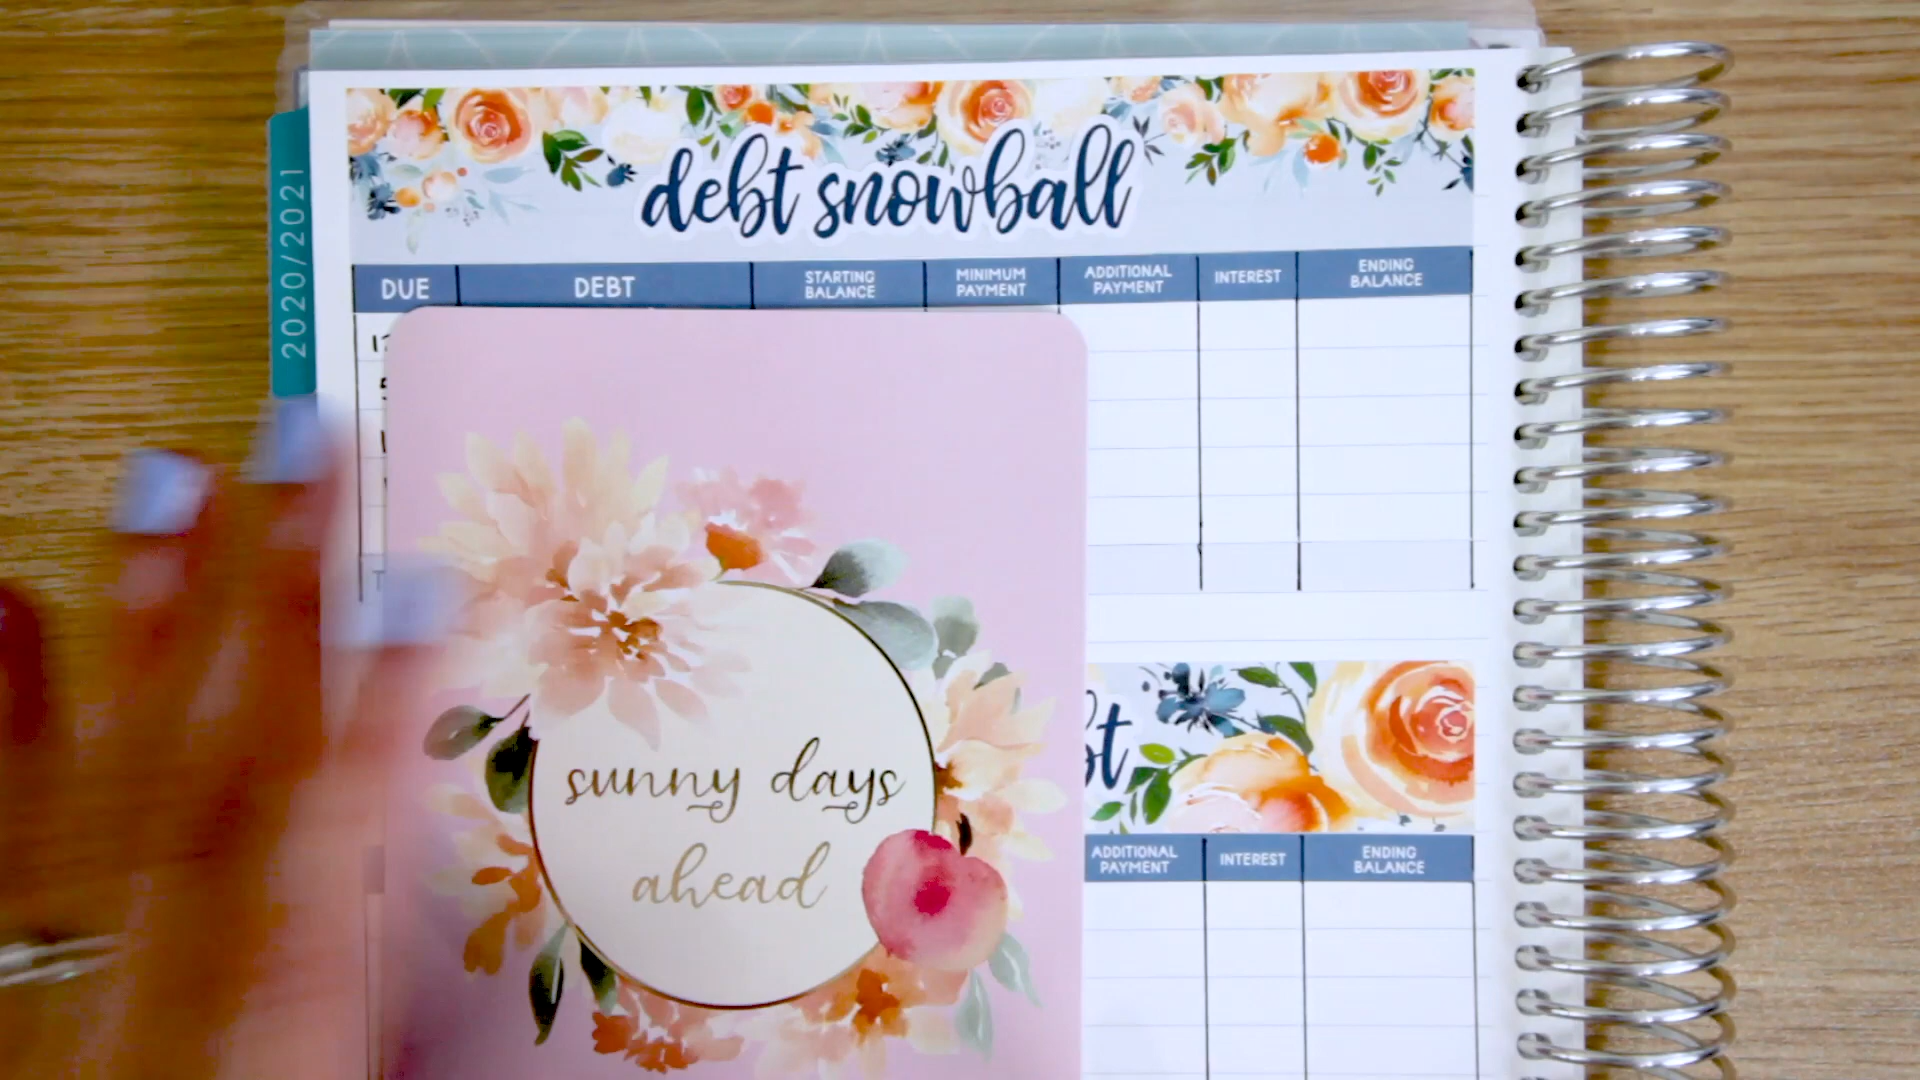 2020/2021
debt snowball
DUE
DEBT
STARTING
BALANCE
MINIMUM
PAYMENT
ADDITIONAL
PAYMENT
INTEREST
ENDING
BALANCE
sunny days
ahead
ADDITIONAL
PAYMENT
INTEREST
ENDING
BALANCE